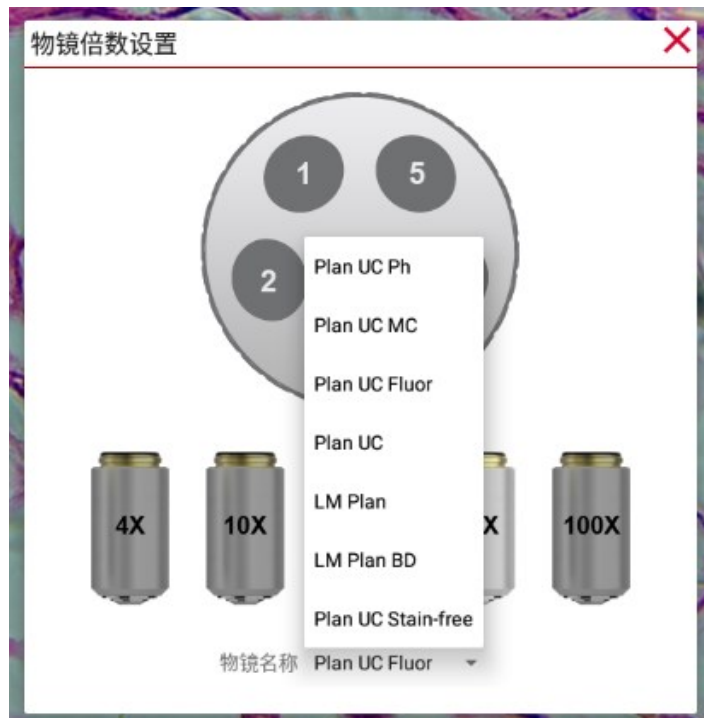 物镜倍数设置
1
5
2
Plan UC Ph
Plan UC MC
Plan UC Fluor
Plan UC
LM Plan
LM Plan BD
Plan UC Stain-free
4X
10X
X
100X
物镜名称 Plan UC Fluor